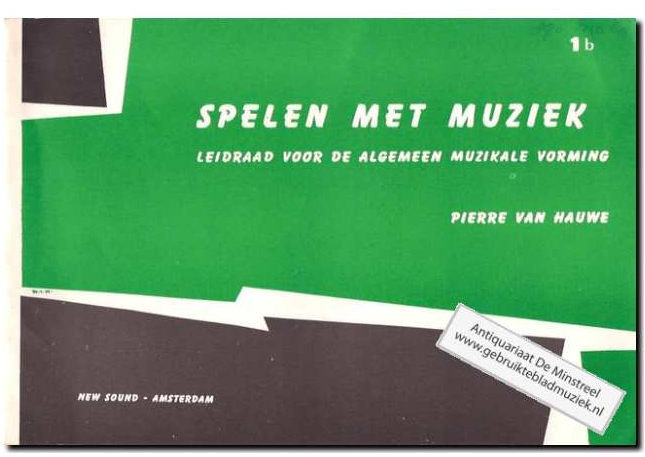 1b
SPELEN MET MUZIEK
LEIDRAAD VOOR DE ALGEMEEN MUZIKALE VORMING
PIERRE VAN HAUWE
Antiquariaat De Minstreel
www.gebruiktebladmuziek.nl
NEW SOUND - AMSTERDAM